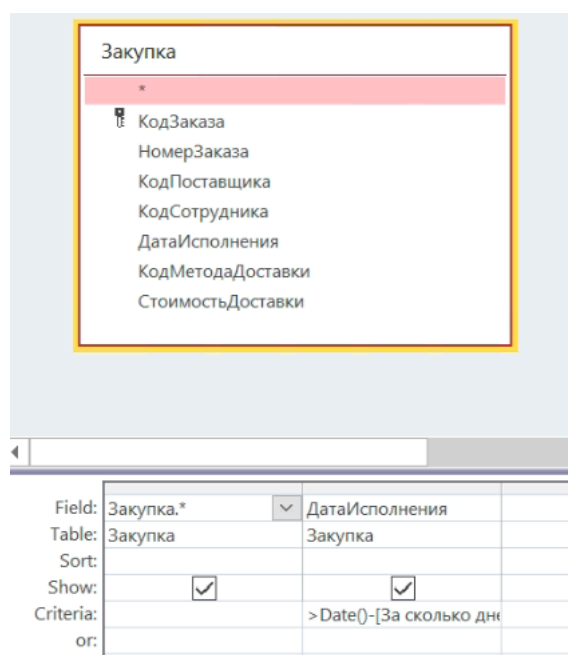 Закупка
*
КодЗаказа
НомерЗаказа
КодПоставщика
КодСотрудника
ДатаИсполнения
КодМетодаДоставки
СтоимостьДоставки
Field: Закупка.* ДатаИсполнения
Table: Закупка Закупка
Sort:
Show:
Criteria: >Date()-[За сколько дне
or: